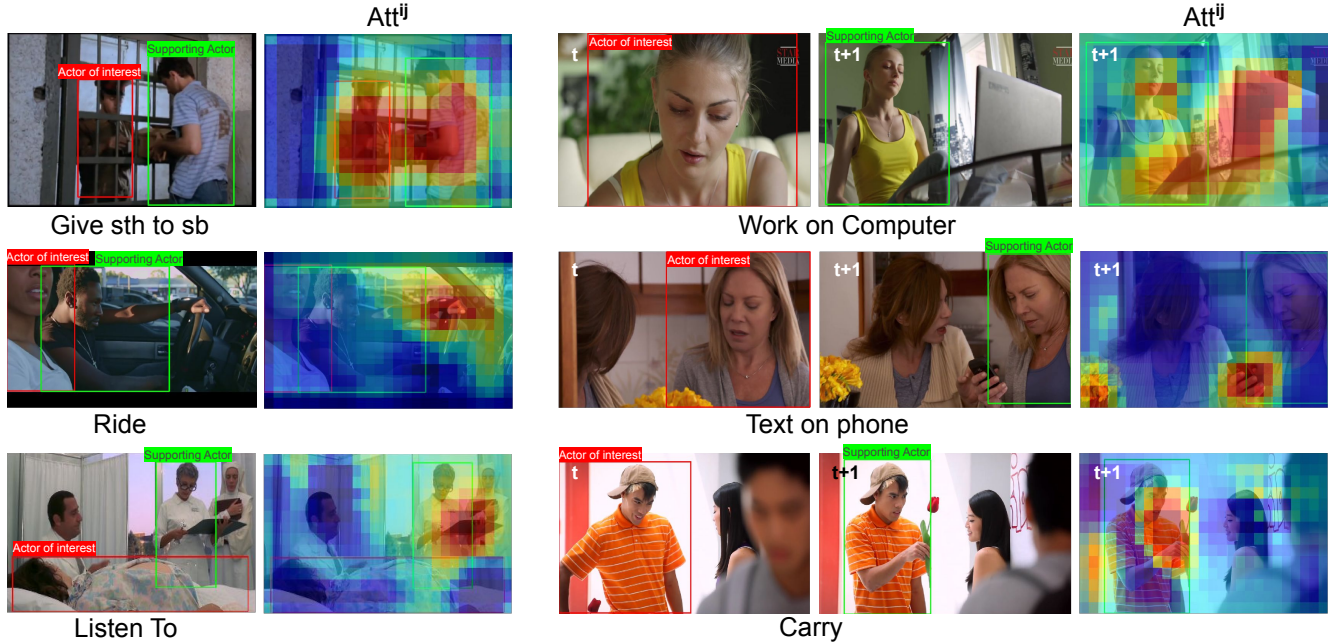 Att^ij
Att^ij
Supporting Actor
Actor of interest
t
Actor of interest
STAR
MEDIA
Supporting Actor
t+1
t+1
Give sth to sb
Work on Computer
Actor of interest
Supporting Actor
t
Actor of interest
t+1
Supporting Actor
t+1
Ride
Text on phone
Supporting Actor
Actor of interest
Actor of interest
t
Supporting Actor
t+1
t+1
Listen To
Carry